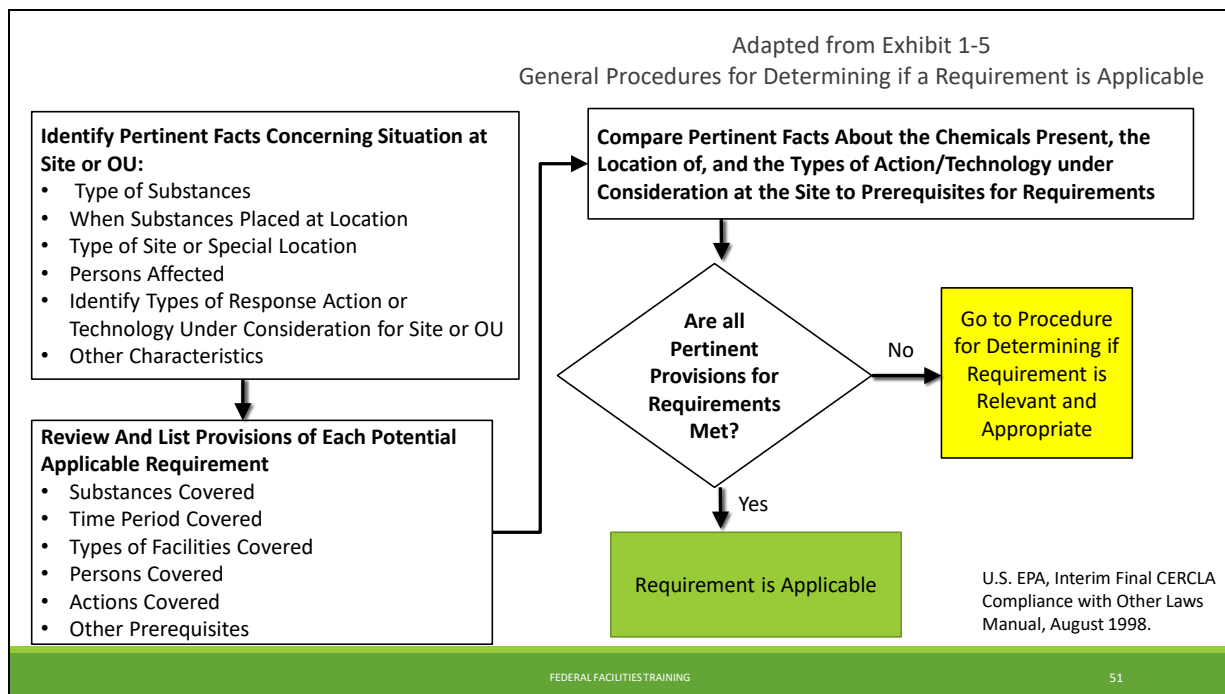 Adapted from Exhibit 1-5
General Procedures for Determining if a Requirement is Applicable
Identify Pertinent Facts Concerning Situation at
Site or OU:
• Type of Substances
• When Substances Placed at Location
• Type of Site or Special Location
• Persons Affected
• Identify Types of Response Action or
Technology Under Consideration for Site or OU
• Other Characteristics
Review And List Provisions of Each Potential
Applicable Requirement
• Substances Covered
• Time Period Covered
• Types of Facilities Covered
• Persons Covered
• Actions Covered
• Other Prerequisites
Compare Pertinent Facts About the Chemicals Present, the
Location of, and the Types of Action/Technology under
Consideration at the Site to Prerequisites for Requirements
Are all
Pertinent
Provisions for
Requirements
Met?
No
Go to Procedure
for Determining if
Requirement is
Relevant and
Appropriate
Yes
Requirement is Applicable
U.S. EPA, Interim Final CERCLA
Compliance with Other Laws
Manual, August 1998.
FEDERAL FACILITIES TRAINING
51